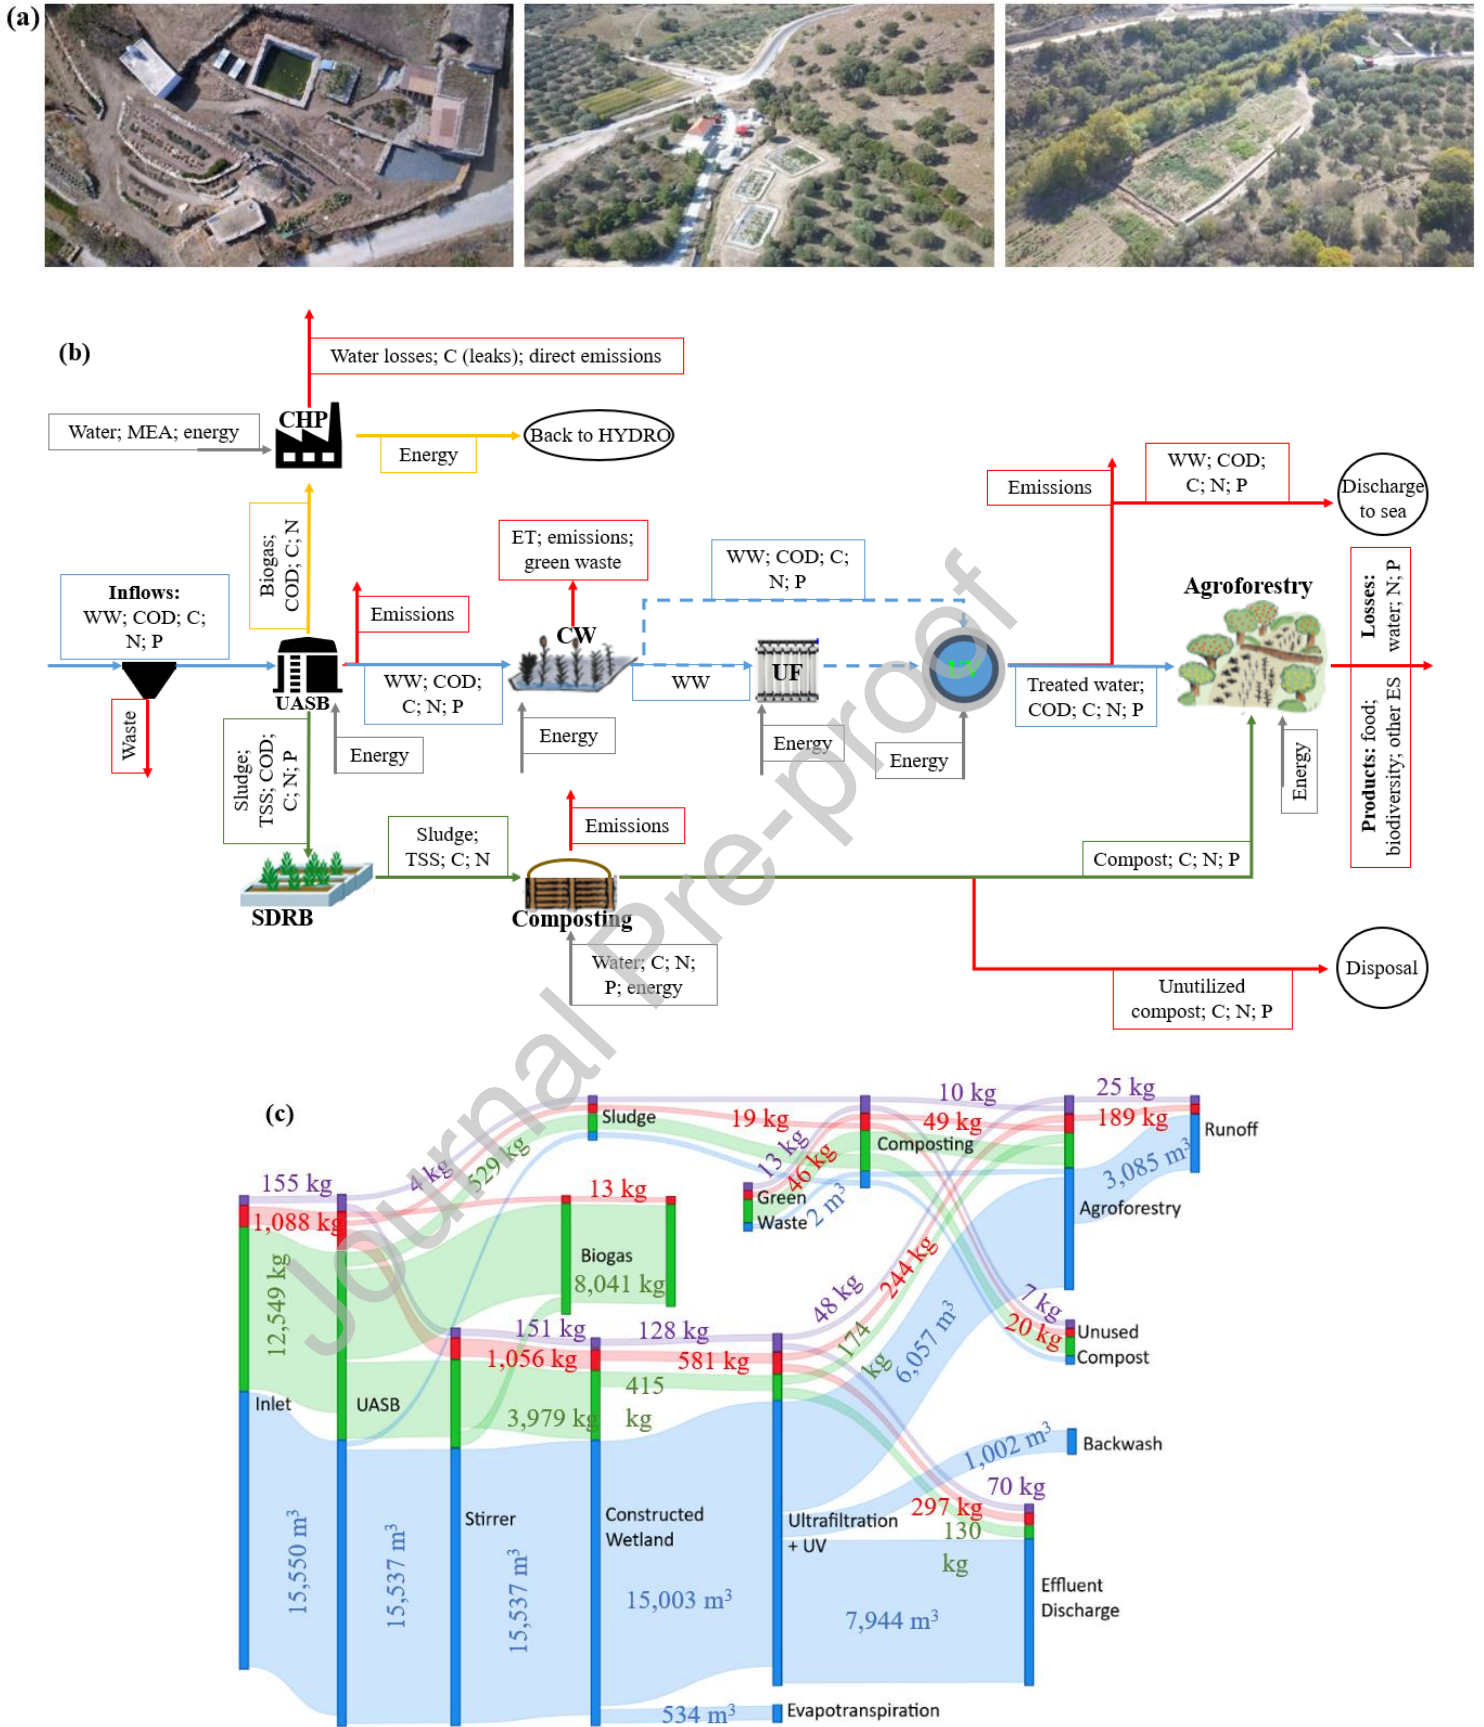 (a)
(b)
Water losses; C (leaks); direct emissions
CHP
Water; MEA; energy
Energy
Back to HYDRO
Biogas;
COD; C; N
Inflows:
WW; COD; C;
N; P
Waste
UASB
Emissions
WW; COD;
C; N; P
Energy
Sludge;
TSS; COD;
C; N; P
ET; emissions;
green waste
CW
Energy
WW; COD; C;
N; P
WW
UF
Energy
Energy
Emissions
WW; COD;
C; N; P
Discharge
to sea
Treated water;
COD; C; N; P
Agroforestry
Energy
Losses:
water; N; P
Products: food;
biodiversity; other ES
SDRB
Sludge;
TSS; C; N
Emissions
Composting
Water; C; N;
P; energy
Compost; C; N; P
Unutilized
compost; C; N; P
Disposal
Journal Pre-proof
(c)
155 kg
1,088 kg
12,549 kg
15,550 m³
Inlet
4 kg
529 kg
UASB
15,537 m³
Sludge
19 kg
13 kg
Biogas
8,041 kg
Stirrer
151 kg
1,056 kg
3,979 kg
15,537 m³
Green
Waste
13 kg
46 kg
2 m³
Composting
10 kg
49 kg
25 kg
189 kg
Runoff
3,085 m³
Agroforestry
128 kg
581 kg
415
kg
Constructed
Wetland
15,003 m³
534 m³
Evapotranspiration
48 kg
244 kg
174
kg
6,057 m³
7 kg
20 kg
Unused
Compost
1,002 m³
Backwash
Ultrafiltration
+ UV
70 kg
297 kg
130
kg
7,944 m³
Effluent
Discharge